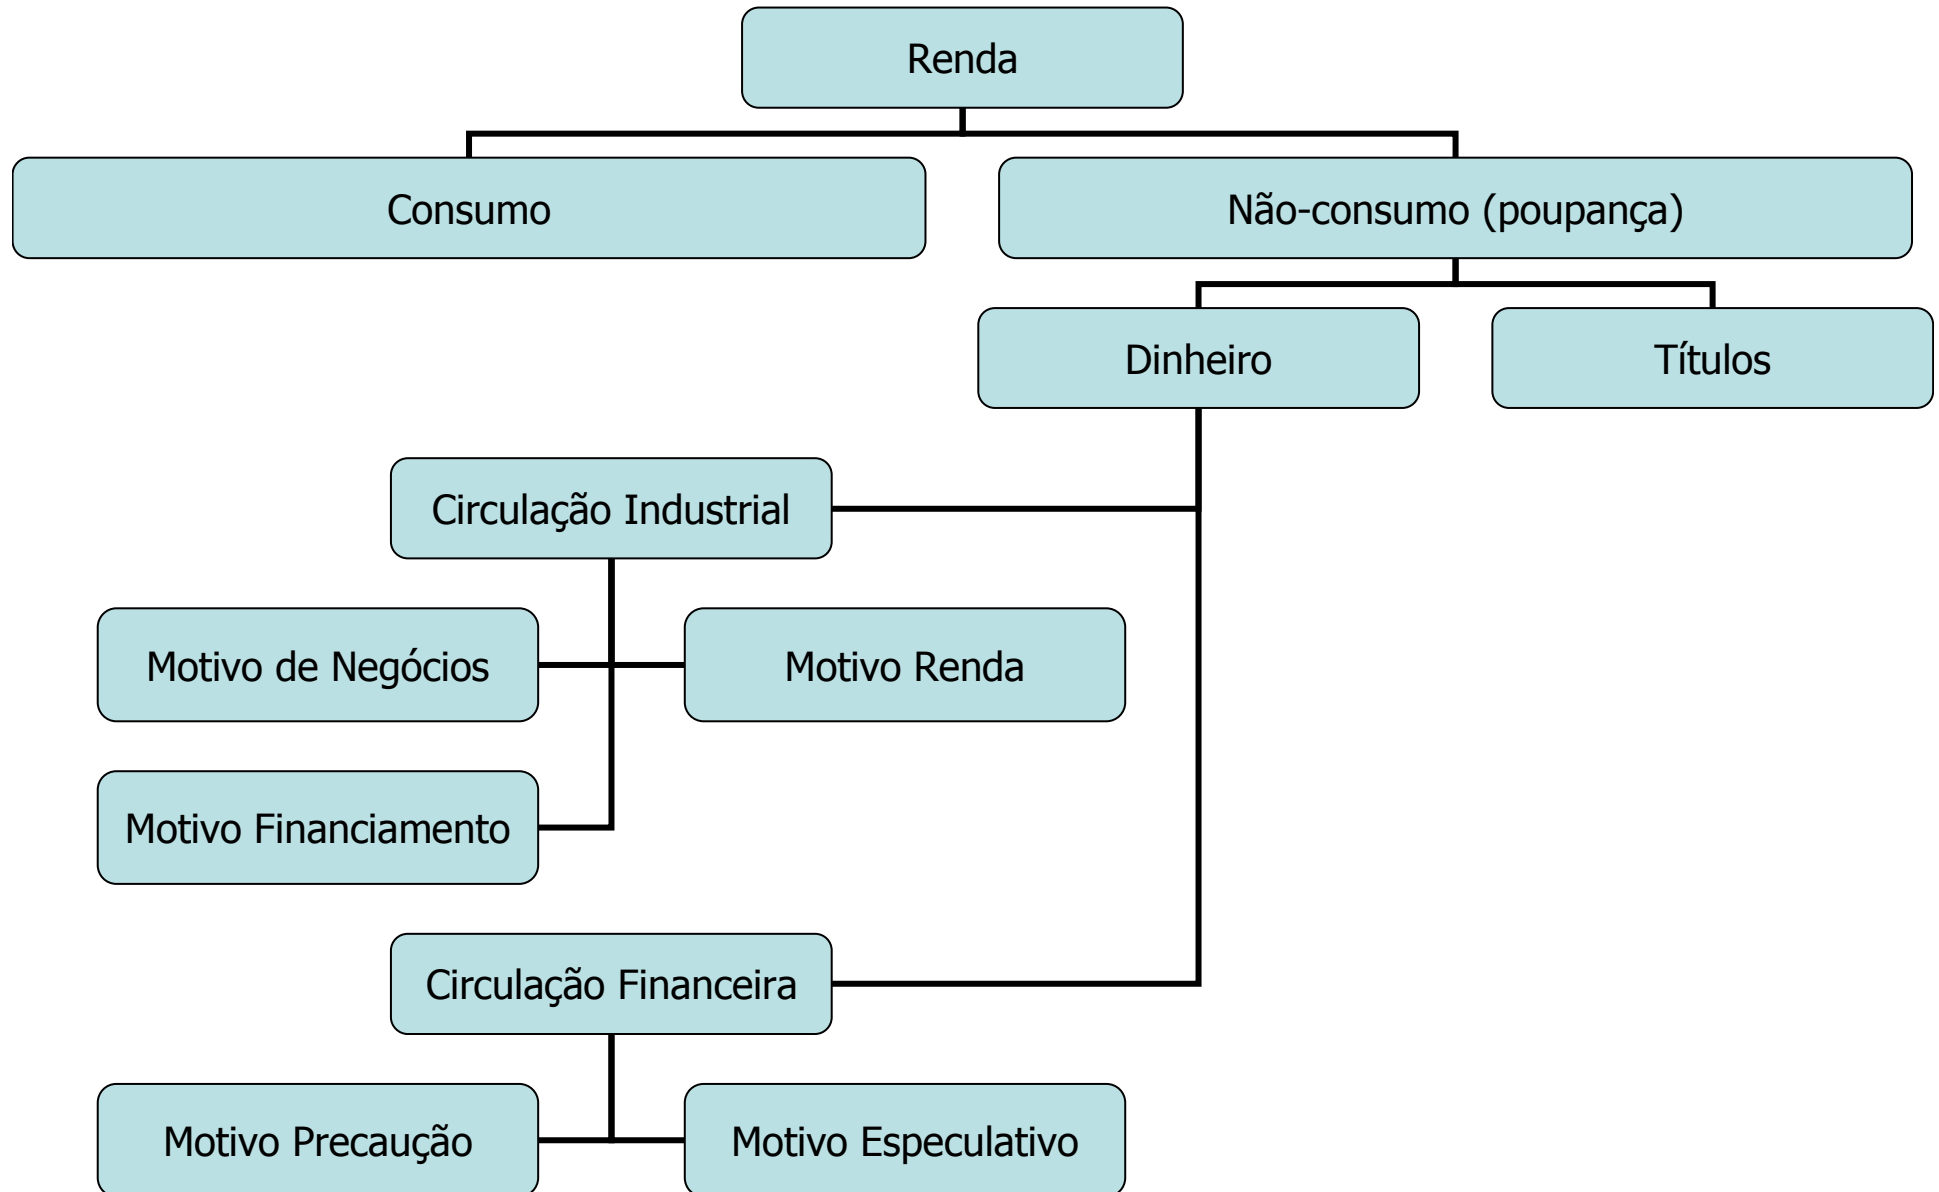 Renda
Consumo
Não-consumo (poupança)
Dinheiro
Títulos
Circulação Industrial
Motivo de Negócios
Motivo Renda
Motivo Financiamento
Circulação Financeira
Motivo Precaução
Motivo Especulativo